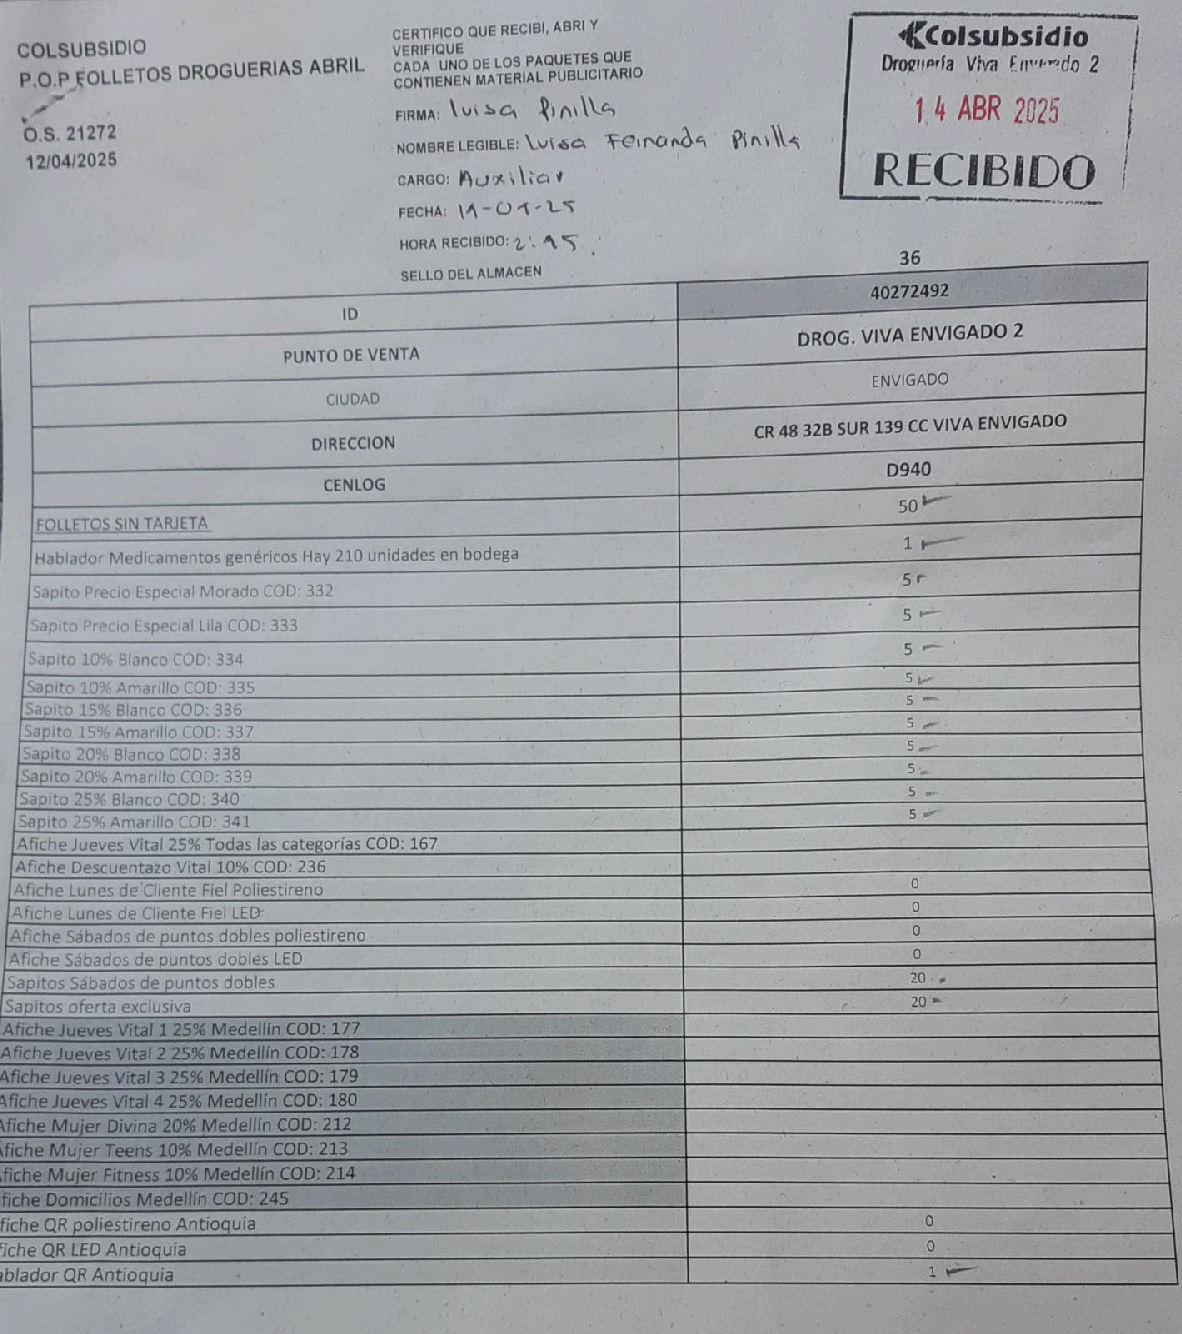 COLSUBSIDIO
P.O.P FOLLETOS DROGUERIAS ABRIL
O.S. 21272
12/04/2025
CERTIFICO QUE RECIBI, ABRI Y
VERIFIQUE
CADA UNO DE LOS PAQUETES QUE
CONTIENEN MATERIAL PUBLICITARIO
FIRMA: Luisa Pinilla
NOMBRE LEGIBLE: Luisa Fernanda Pinilla
CARGO: Auxiliar
FECHA:
HORA RECIBIDO:
SELLO DEL ALMACEN
Colsubsidio
Droguería Viva Envigado 2
14 ABR 2025
RECIBIDO
36
ID 40272492
PUNTO DE VENTA DROG. VIVA ENVIGADO 2
CIUDAD ENVIGADO
DIRECCION CR 48 32B SUR 139 CC VIVA ENVIGADO
CENLOG D940
FOLLETOS SIN TARJETA 50
Hablador Medicamentos genéricos Hay 210 unidades en bodega 1
Sapito Precio Especial Morado COD: 332 5
Sapito Precio Especial Lila COD: 333 5
Sapito 10% Blanco COD: 334 5
Sapito 10% Amarillo COD: 335 5
Sapito 15% Blanco COD: 336 5
Sapito 15% Amarillo COD: 337 5
Sapito 20% Blanco COD: 338 5
Sapito 20% Amarillo COD: 339 5
Sapito 25% Blanco COD: 340 5
Sapito 25% Amarillo COD: 341 5
Afiche Jueves Vital 25% Todas las categorías COD: 167
Afiche Descuentazo Vital 10% COD: 236
Afiche Lunes de Cliente Fiel Poliestireno 0
Afiche Lunes de Cliente Fiel LED 0
Afiche Sábados de puntos dobles poliestireno 0
Afiche Sábados de puntos dobles LED 0
Sapitos Sábados de puntos dobles 20
Sapitos oferta exclusiva 20
Afiche Jueves Vital 1 25% Medellín COD: 177
Afiche Jueves Vital 2 25% Medellín COD: 178
Afiche Jueves Vital 3 25% Medellín COD: 179
Afiche Jueves Vital 4 25% Medellín COD: 180
Afiche Mujer Divina 20% Medellín COD: 212
Afiche Mujer Teens 10% Medellín COD: 213
fiche Mujer Fitness 10% Medellín COD: 214
fiche Domicilios Medellín COD: 245
fiche QR poliestireno Antioquia 0
fiche QR LED Antioquia 0
ablador QR Antioquia 1